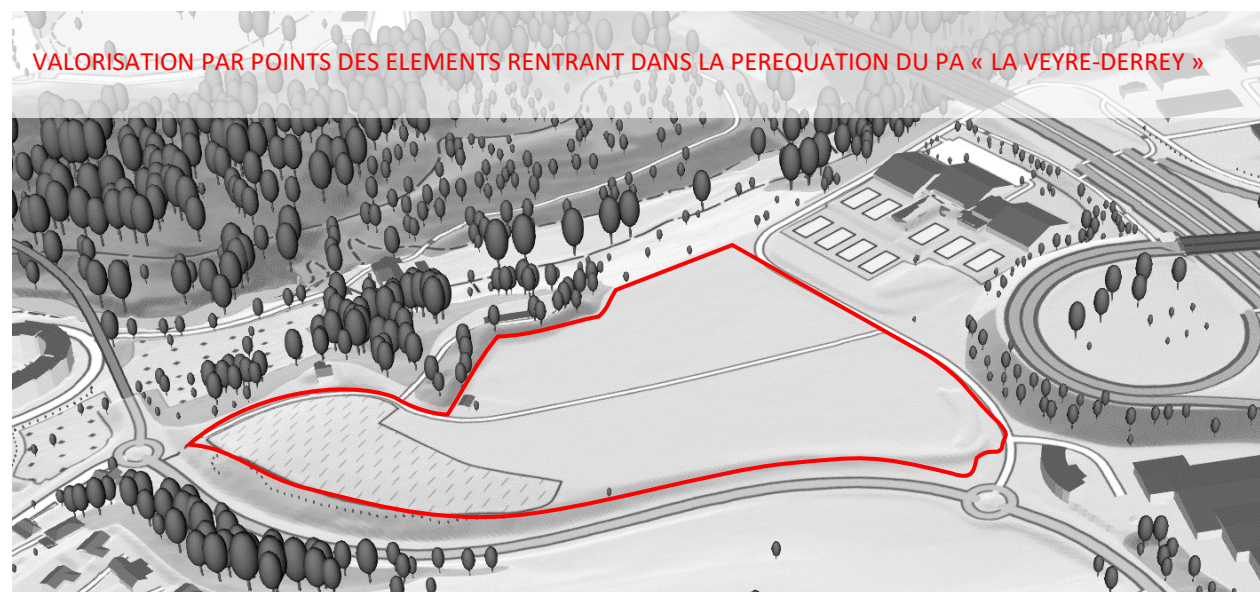 VALORISATION PAR POINTS DES ELEMENTS RENTRANT DANS LA PEREQUATION DU PA « LA VEYRE-DERREY »